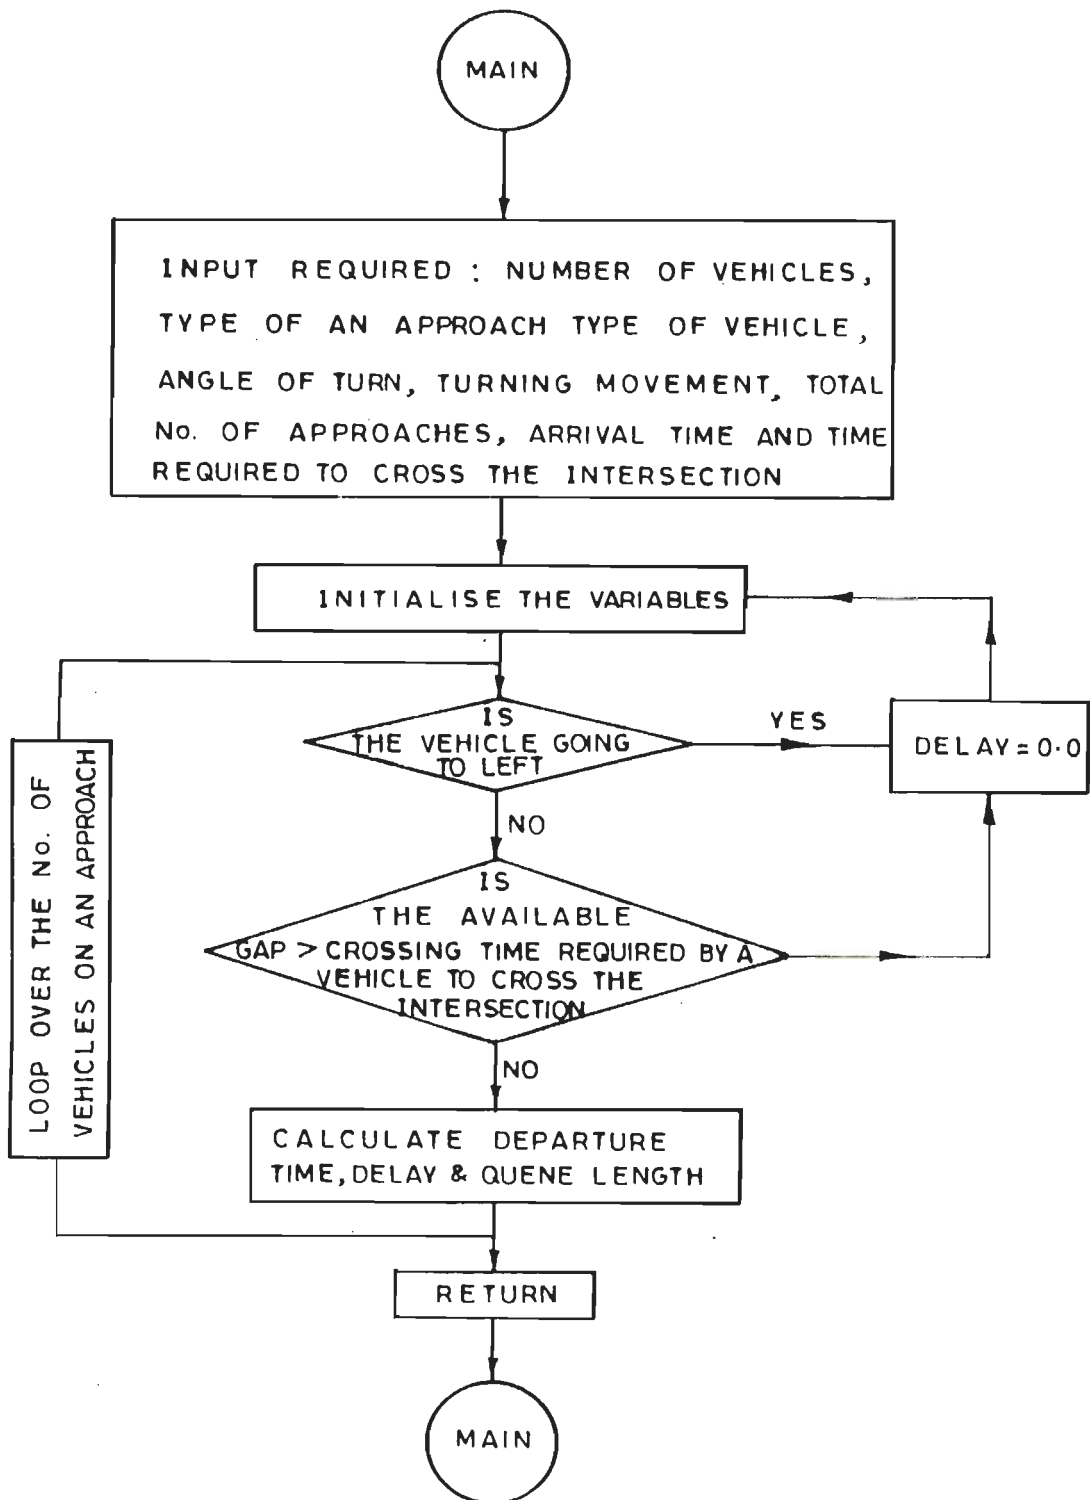 MAIN
INPUT REQUIRED : NUMBER OF VEHICLES,
TYPE OF AN APPROACH TYPE OF VEHICLE,
ANGLE OF TURN, TURNING MOVEMENT, TOTAL
No. OF APPROACHES, ARRIVAL TIME AND TIME
REQUIRED TO CROSS THE INTERSECTION
INITIALISE THE VARIABLES
IS
THE VEHICLE GOING
TO LEFT
YES
DELAY = 0.0
NO
IS
THE AVAILABLE
GAP > CROSSING TIME REQUIRED BY A
VEHICLE TO CROSS THE
INTERSECTION
NO
LOOP OVER THE No. OF
VEHICLES ON AN APPROACH
CALCULATE DEPARTURE
TIME, DELAY & QUENE LENGTH
RETURN
MAIN